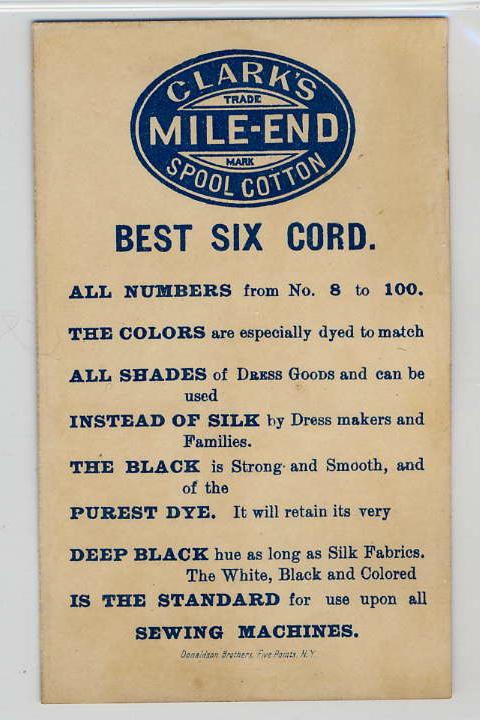 CLARK'S
TRADE
MILE-END
MARK
SPOOL COTTON
BEST SIX CORD.
ALL NUMBERS from No. 8 to 100.
THE COLORS are especially dyed to match
ALL SHADES of DRESS GOODS and can be
used
INSTEAD OF SILK by Dress makers and
Families.
THE BLACK is Strong and Smooth, and
of the
PUREST DYE. It will retain its very
DEEP BLACK hue as long as Silk Fabrics.
The White, Black and Colored
IS THE STANDARD for use upon all
SEWING MACHINES.
Donaldson Brothers, Five Points, N.Y.